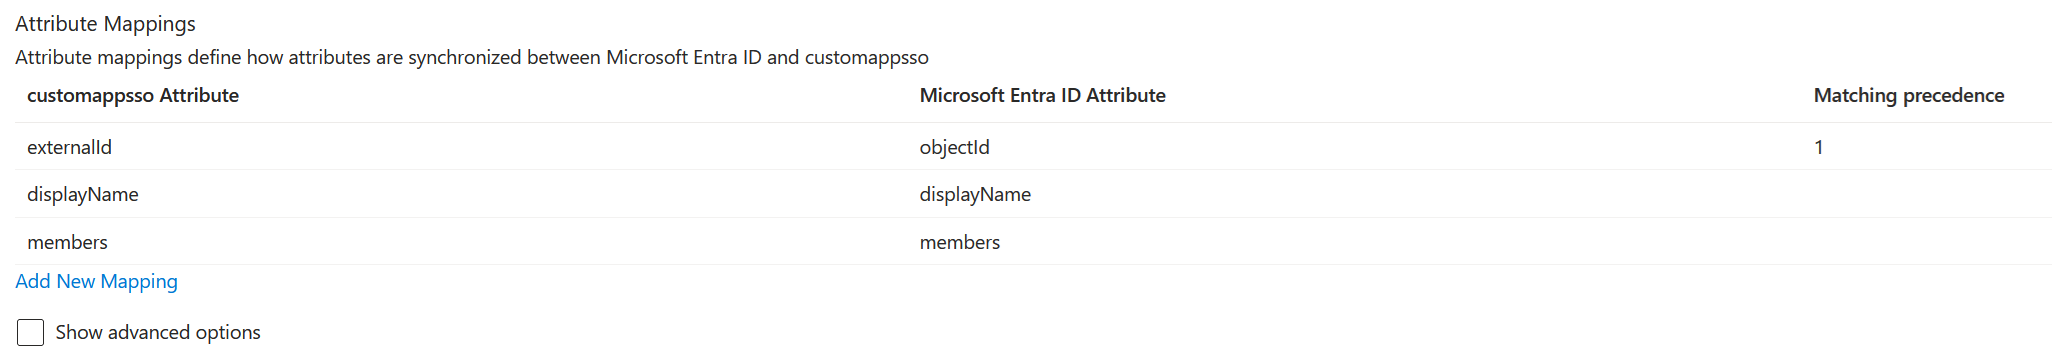 Attribute Mappings
Attribute mappings define how attributes are synchronized between Microsoft Entra ID and customappsso
customappsso Attribute Microsoft Entra ID Attribute Matching precedence
externalId objectId 1
displayName displayName
members members
Add New Mapping
Show advanced options